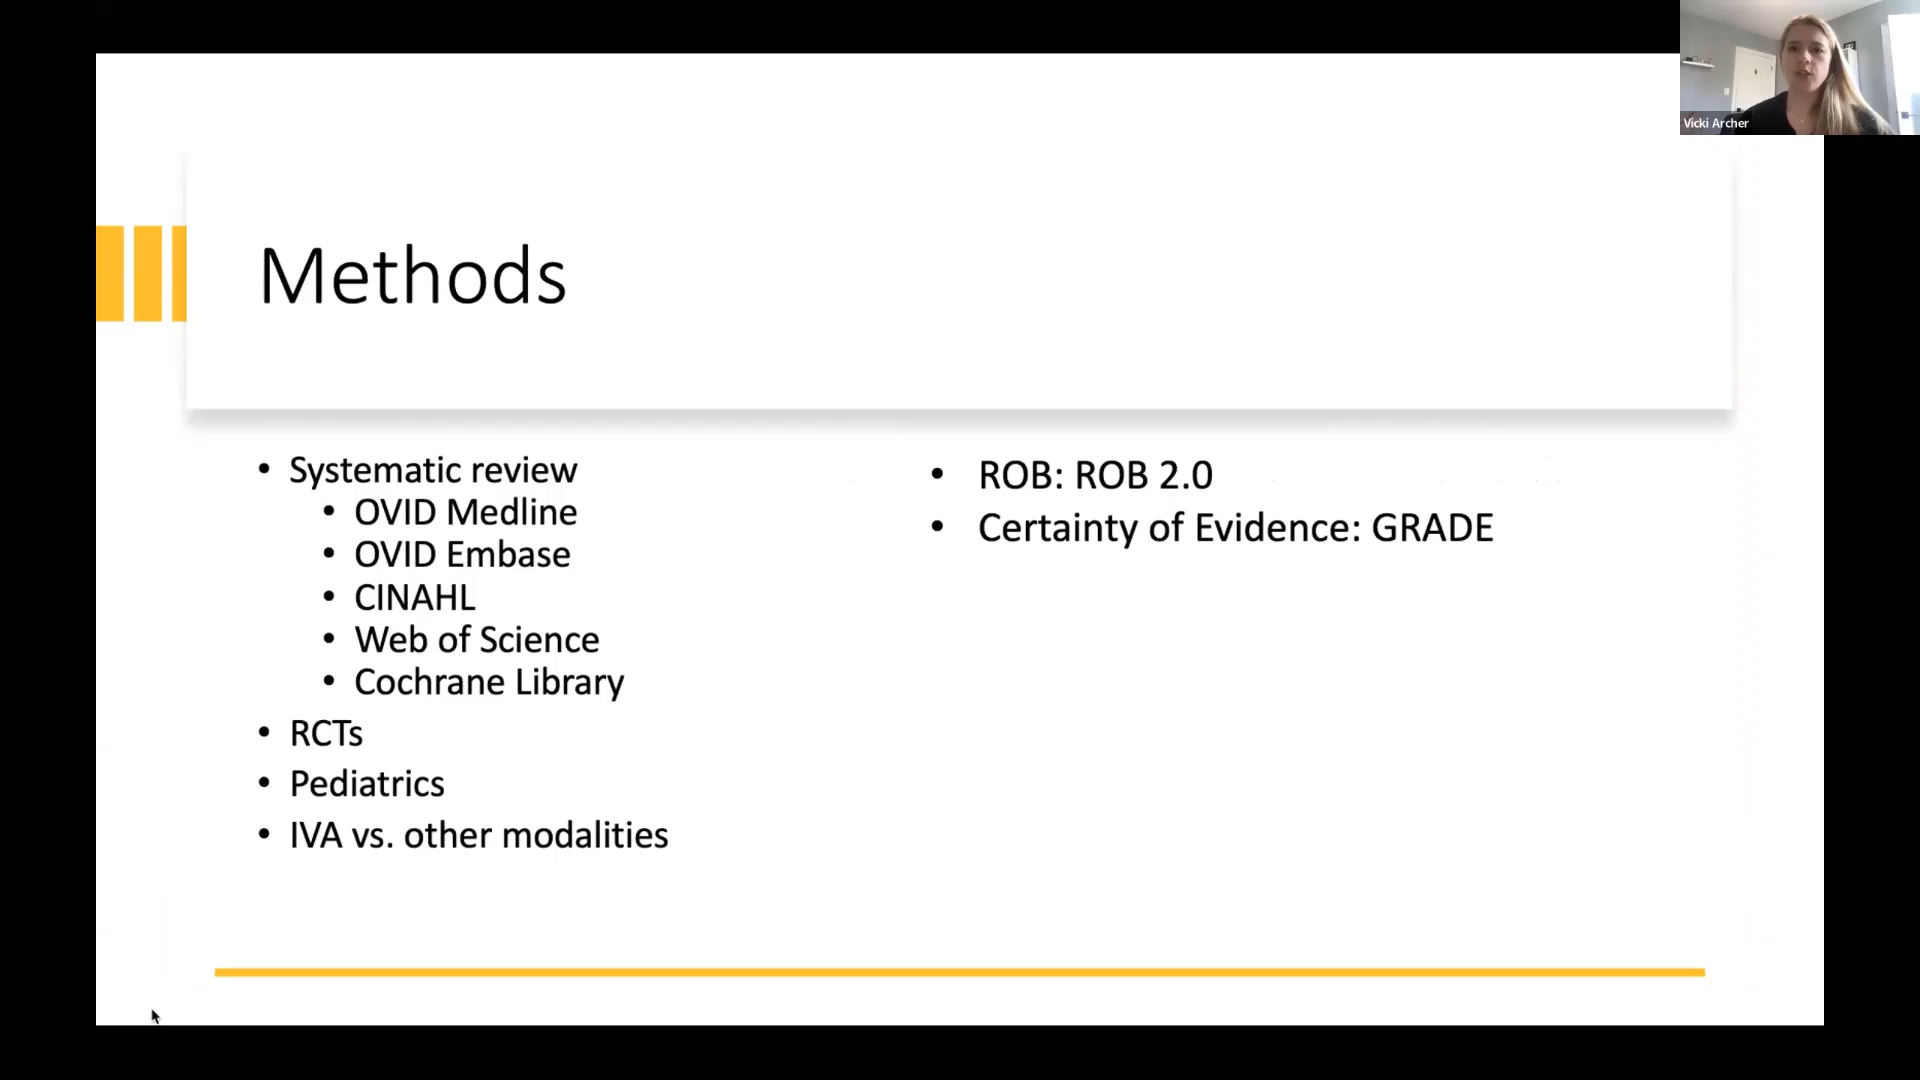 Vicki Archer
Methods
• Systematic review
• OVID Medline
• OVID Embase
• CINAHL
• Web of Science
• Cochrane Library
• RCTs
• Pediatrics
• IVA vs. other modalities
• ROB: ROB 2.0
• Certainty of Evidence: GRADE